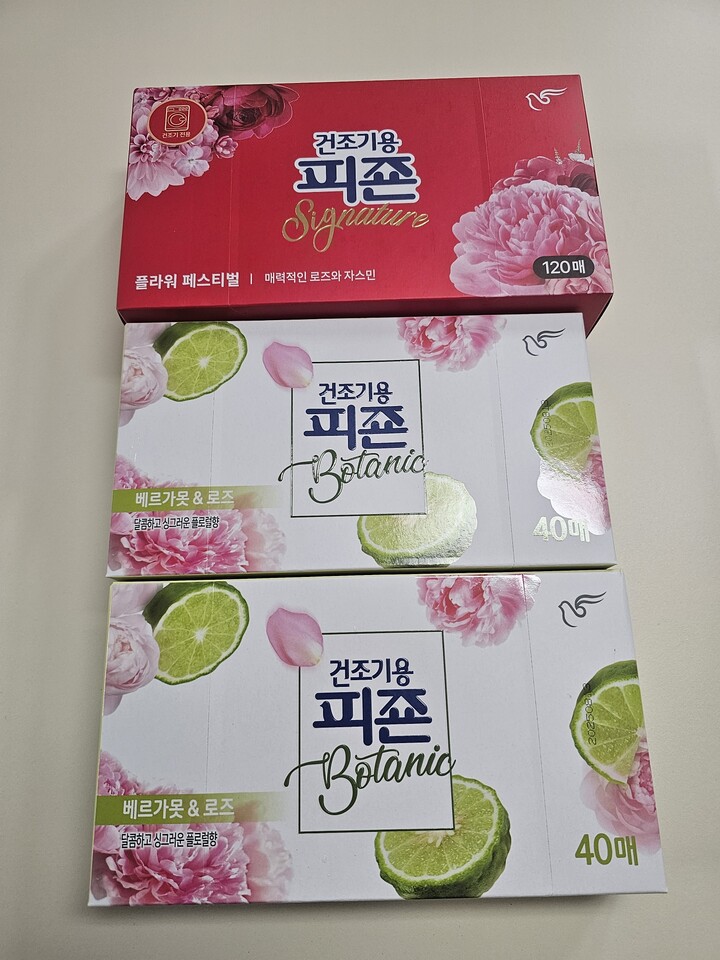 건조기 전용
건조기용
피죤
Signature
플라워 페스티벌 | 매력적인 로즈와 자스민
120매
건조기용
피죤
Botanic
베르가못 & 로즈
달콤하고 싱그러운 플로럴향
40매
건조기용
피죤
Botanic
베르가못 & 로즈
달콤하고 싱그러운 플로럴향
40매